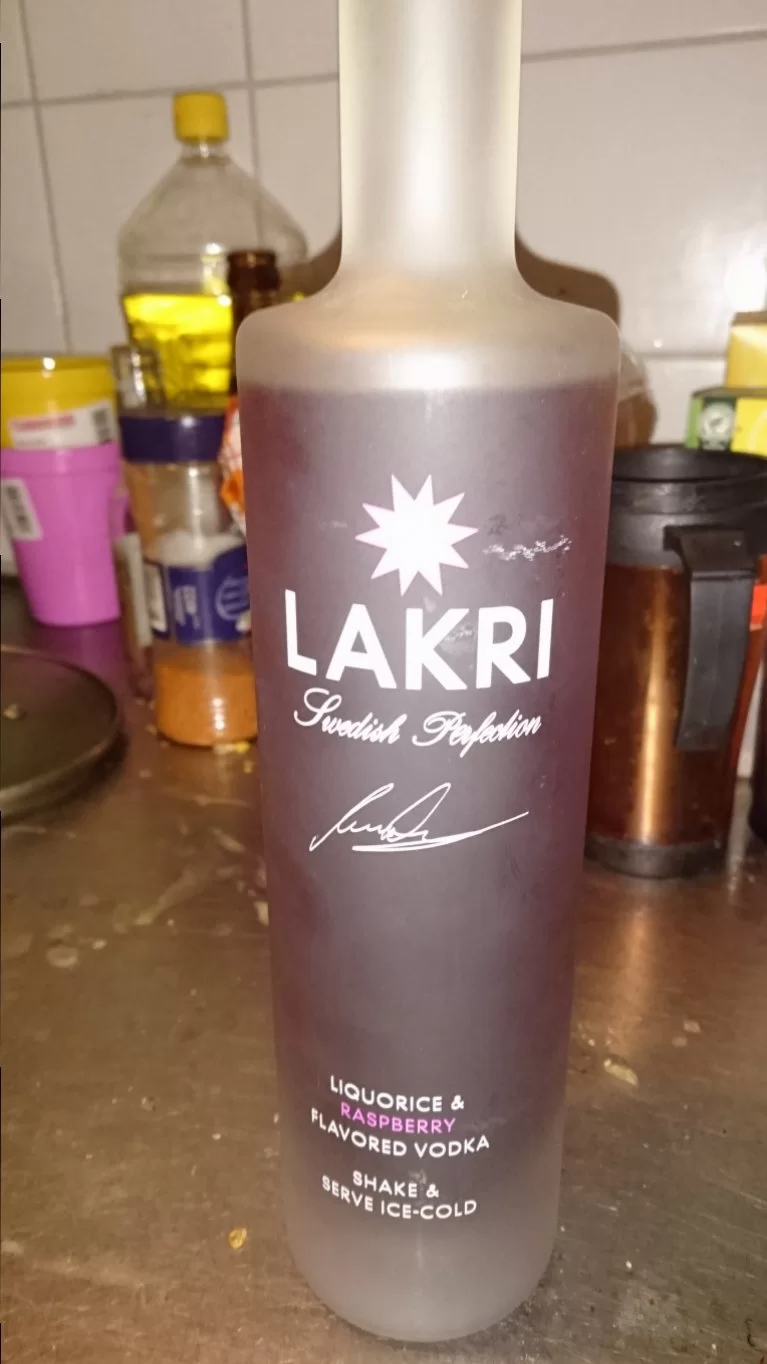 LAKRI
Swedish Perfection
LIQUORICE &
RASPBERRY
FLAVORED VODKA
SHAKE &
SERVE ICE-COLD